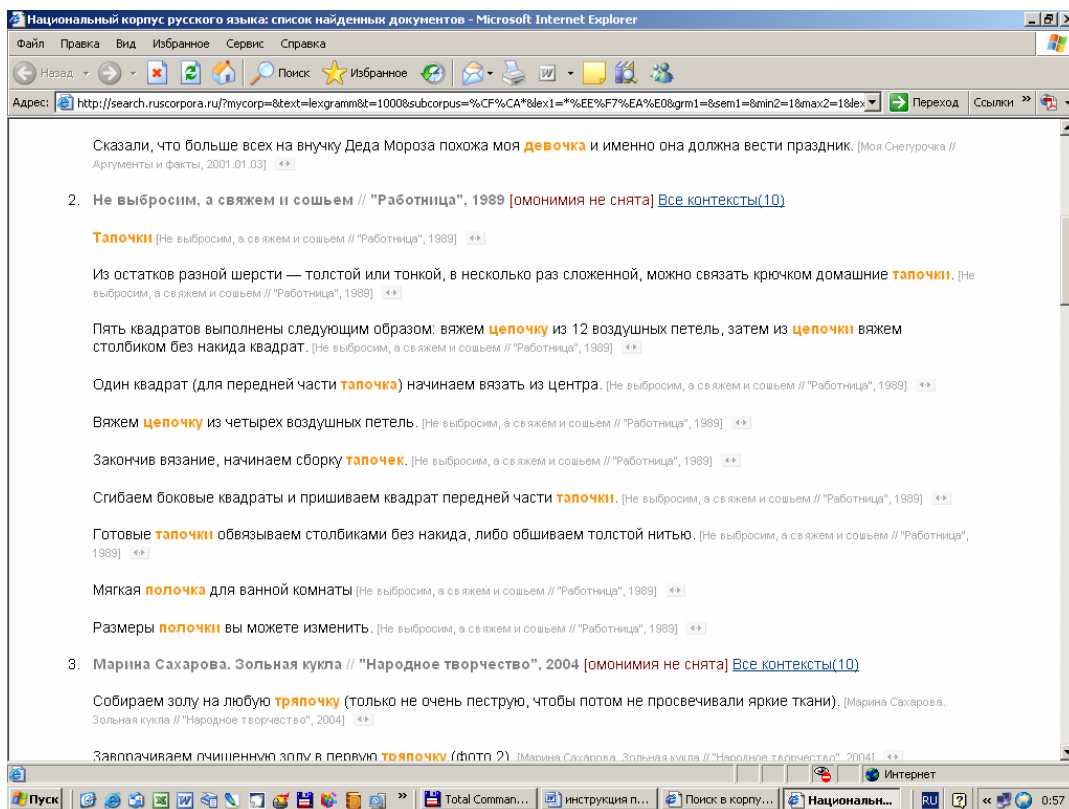 Национальный корпус русского языка: список найденных документов - Microsoft Internet Explorer
Файл Правка Вид Избранное Сервис Справка
Назад Поиск Избранное
Адрес: http://search.ruscorpora.ru/?mycorp=&text=lexgramm&t=1000&subcorpus=%CF%CA*&lex1=*%EE%F7%EA%E0&grm1=&sem1=&min2=1&max2=1&lex Переход Ссылки »
Сказали, что больше всех на внучку Деда Мороза похожа моя девочка и именно она должна вести праздник. [Моя Снегурочка //
Аргументы и факты, 2001.01.03]
2. Не выбросим, а свяжем и сошьем // "Работница", 1989 [омонимия не снята] Все контексты(10)
Тапочки [Не выбросим, а свяжем и сошьем // "Работница", 1989]
Из остатков разной шерсти — толстой или тонкой, в несколько раз сложенной, можно связать крючком домашние тапочки. [Не
выбросим, а свяжем и сошьем // "Работница", 1989]
Пять квадратов выполнены следующим образом: вяжем цепочку из 12 воздушных петель, затем из цепочки вяжем
столбиком без накида квадрат. [Не выбросим, а свяжем и сошьем // "Работница", 1989]
Один квадрат (для передней части тапочка) начинаем вязать из центра. [Не выбросим, а свяжем и сошьем // "Работница", 1989]
Вяжем цепочку из четырех воздушных петель. [Не выбросим, а свяжем и сошьем // "Работница", 1989]
Закончив вязание, начинаем сборку тапочек. [Не выбросим, а свяжем и сошьем // "Работница", 1989]
Сгибаем боковые квадраты и пришиваем квадрат передней части тапочки. [Не выбросим, а свяжем и сошьем // "Работница", 1989]
Готовые тапочки обвязываем столбиками без накида, либо обшиваем толстой нитью. [Не выбросим, а свяжем и сошьем // "Работница",
1989]
Мягкая полочка для ванной комнаты [Не выбросим, а свяжем и сошьем // "Работница", 1989]
Размеры полочки вы можете изменить. [Не выбросим, а свяжем и сошьем // "Работница", 1989]
3. Марина Сахарова. Зольная кукла // "Народное творчество", 2004 [омонимия не снята] Все контексты(10)
Собираем золу на любую тряпочку (только не очень пеструю, чтобы потом не просвечивали яркие ткани). [Марина Сахарова.
Зольная кукла // "Народное творчество", 2004]
Заворачиваем очищенную золу в первую тряпочку (фото 2). [Марина Сахарова. Зольная кукла // "Народное творчество", 2004]
Интернет
Пуск » Total Comman... инструкция п... Поиск в корпу... Национальн... RU « 0:57